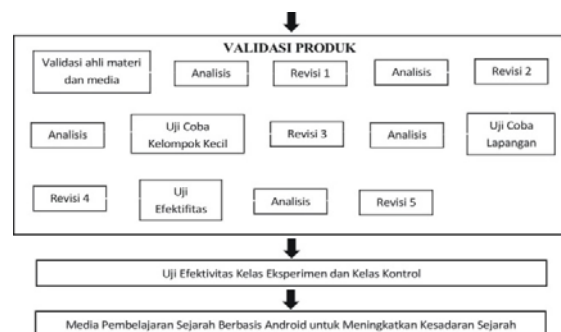 VALIDASI PRODUK
Validasi ahli materi
dan media
Analisis
Revisi 1
Analisis
Revisi 2
Analisis
Uji Coba
Kelompok Kecil
Revisi 3
Analisis
Uji Coba
Lapangan
Revisi 4
Uji
Efektifitas
Analisis
Revisi 5
Uji Efektivitas Kelas Eksperimen dan Kelas Kontrol
Media Pembelajaran Sejarah Berbasis Android untuk Meningkatkan Kesadaran Sejarah